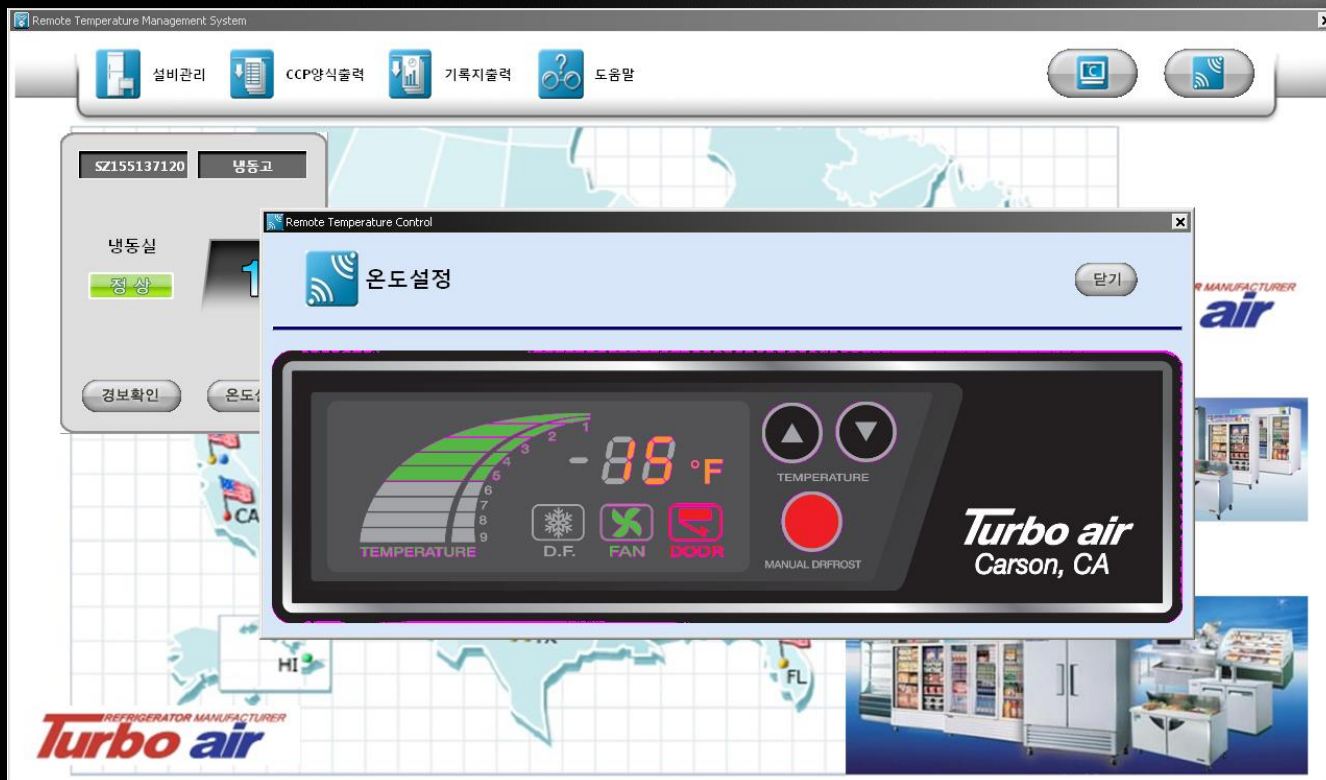 Remote Temperature Management System
설비관리
CCP양식출력
기록지출력
도움말
C
SZ155137120
냉동고
냉동실
정상
1
경보확인
Remote Temperature Control
온도설정
닫기
1
2
3
4
5
6
7
8
9
TEMPERATURE
-15 °F
D.F.
FAN
DOOR
TEMPERATURE
MANUAL DRFROST
Turbo air
Carson, CA
R MANUFACTURER
air
CA
HI
FL
REFRIGERATOR MANUFACTURER
Turbo air